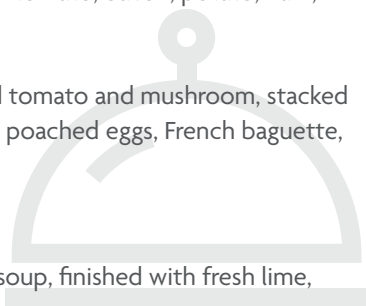 l tomato and mushroom, stacked
poached eggs, French baguette,
soup, finished with fresh lime,